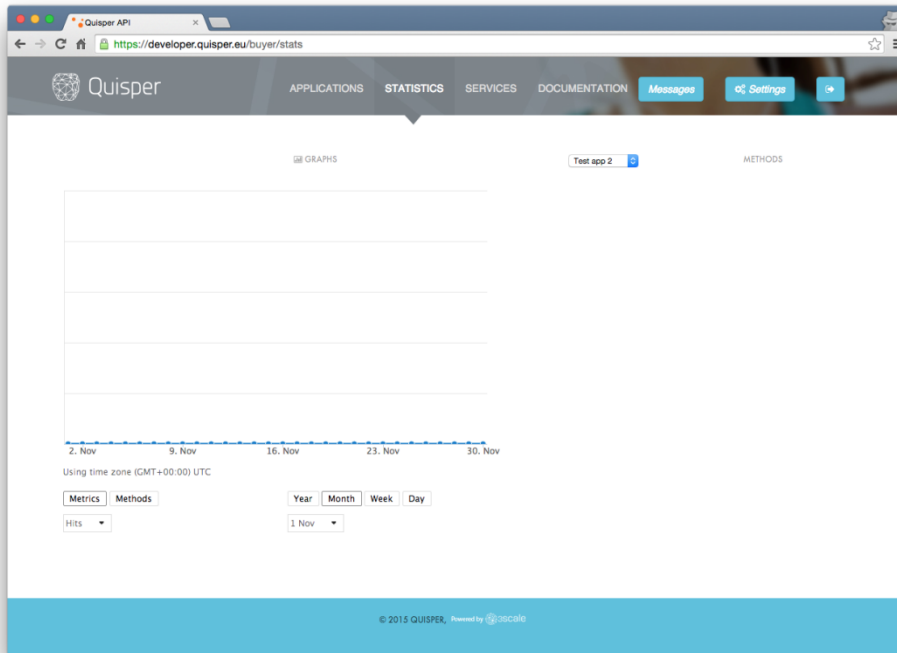 Quisper API
https://developer.quisper.eu/buyer/stats
Quisper
APPLICATIONS STATISTICS SERVICES DOCUMENTATION Messages Settings
GRAPHS Test app 2 METHODS
2. Nov 9. Nov 16. Nov 23. Nov 30. Nov
Using time zone (GMT+00:00) UTC
Metrics Methods Year Month Week Day
Hits 1 Nov
© 2015 QUISPER, Powered by 3scale